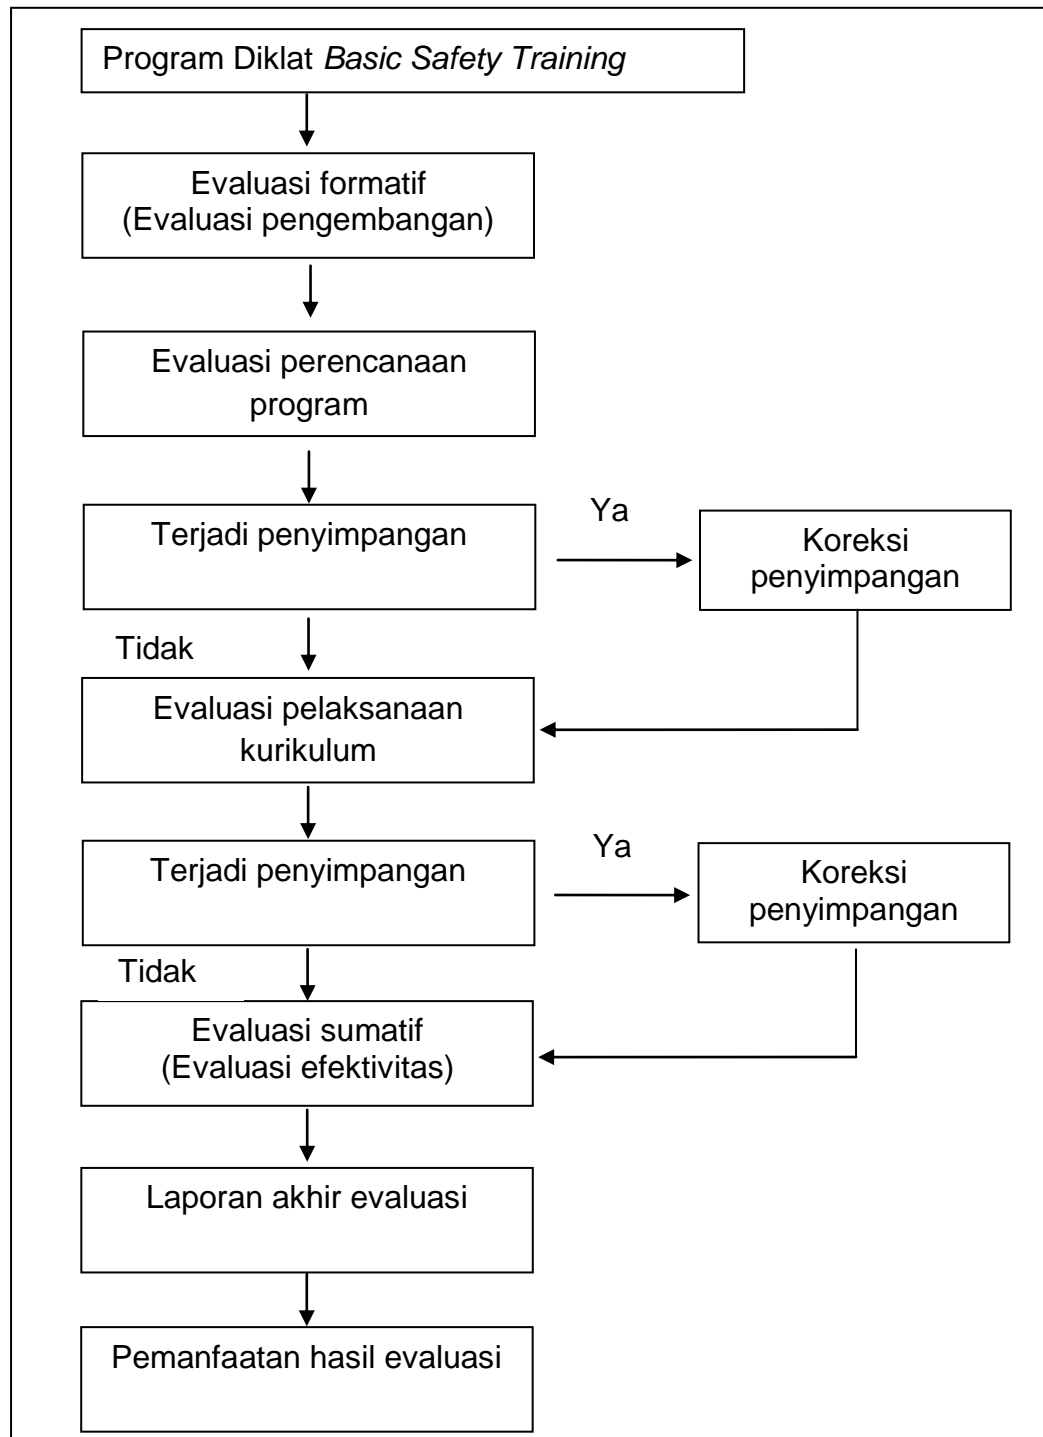 Program Diklat Basic Safety Training
Evaluasi formatif
(Evaluasi pengembangan)
Evaluasi perencanaan
program
Terjadi penyimpangan
Ya
Koreksi
penyimpangan
Tidak
Evaluasi pelaksanaan
kurikulum
Terjadi penyimpangan
Ya
Koreksi
penyimpangan
Tidak
Evaluasi sumatif
(Evaluasi efektivitas)
Laporan akhir evaluasi
Pemanfaatan hasil evaluasi